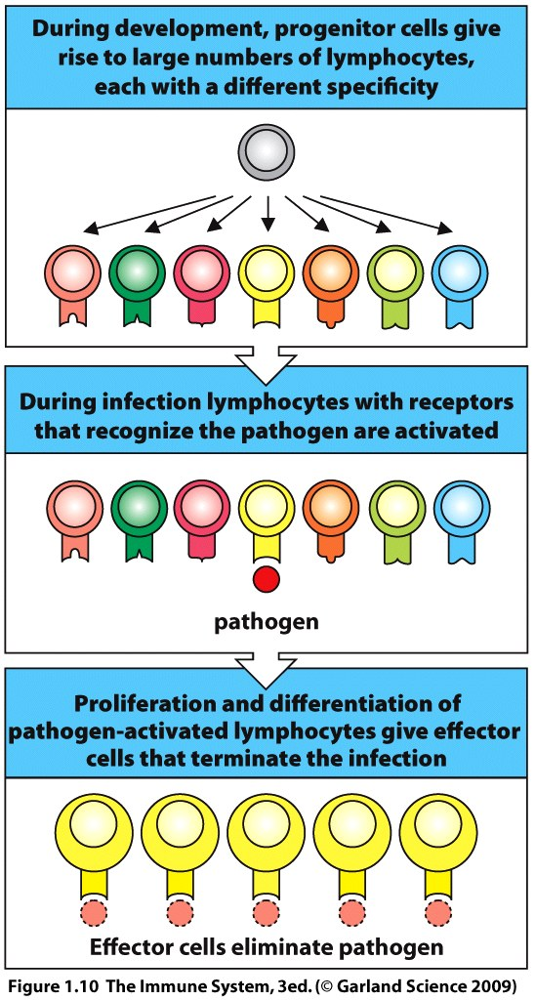 During development, progenitor cells give
rise to large numbers of lymphocytes,
each with a different specificity
During infection lymphocytes with receptors
that recognize the pathogen are activated
pathogen
Proliferation and differentiation of
pathogen-activated lymphocytes give effector
cells that terminate the infection
Effector cells eliminate pathogen
Figure 1.10 The Immune System, 3ed. (© Garland Science 2009)